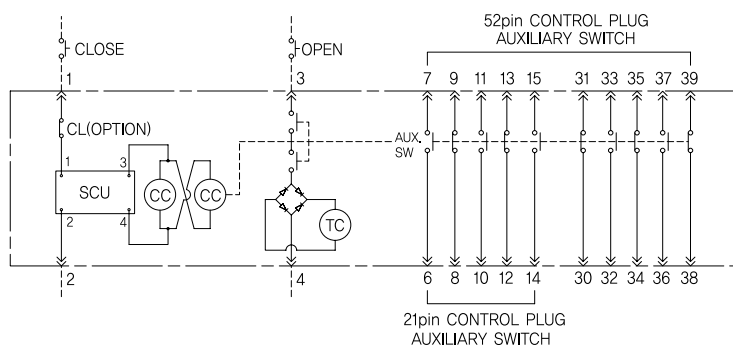 52pin CONTROL PLUG
AUXILIARY SWITCH
CLOSE
OPEN
1
3
7 9 11 13 15 31 33 35 37 39
CL(OPTION)
AUX.
SW
1
3
SCU
CC
CC
2
4
TC
2
4
6 8 10 12 14 30 32 34 36 38
21pin CONTROL PLUG
AUXILIARY SWITCH